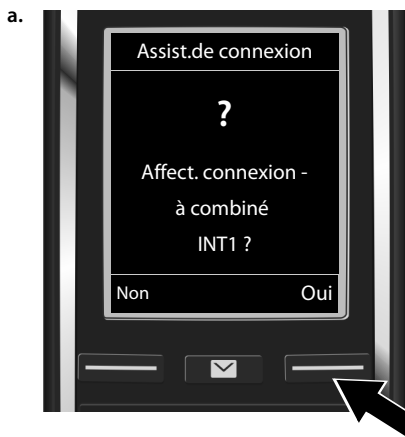 a.
Assist.de connexion
?
Affect. connexion -
à combiné
INT1 ?
Non Oui